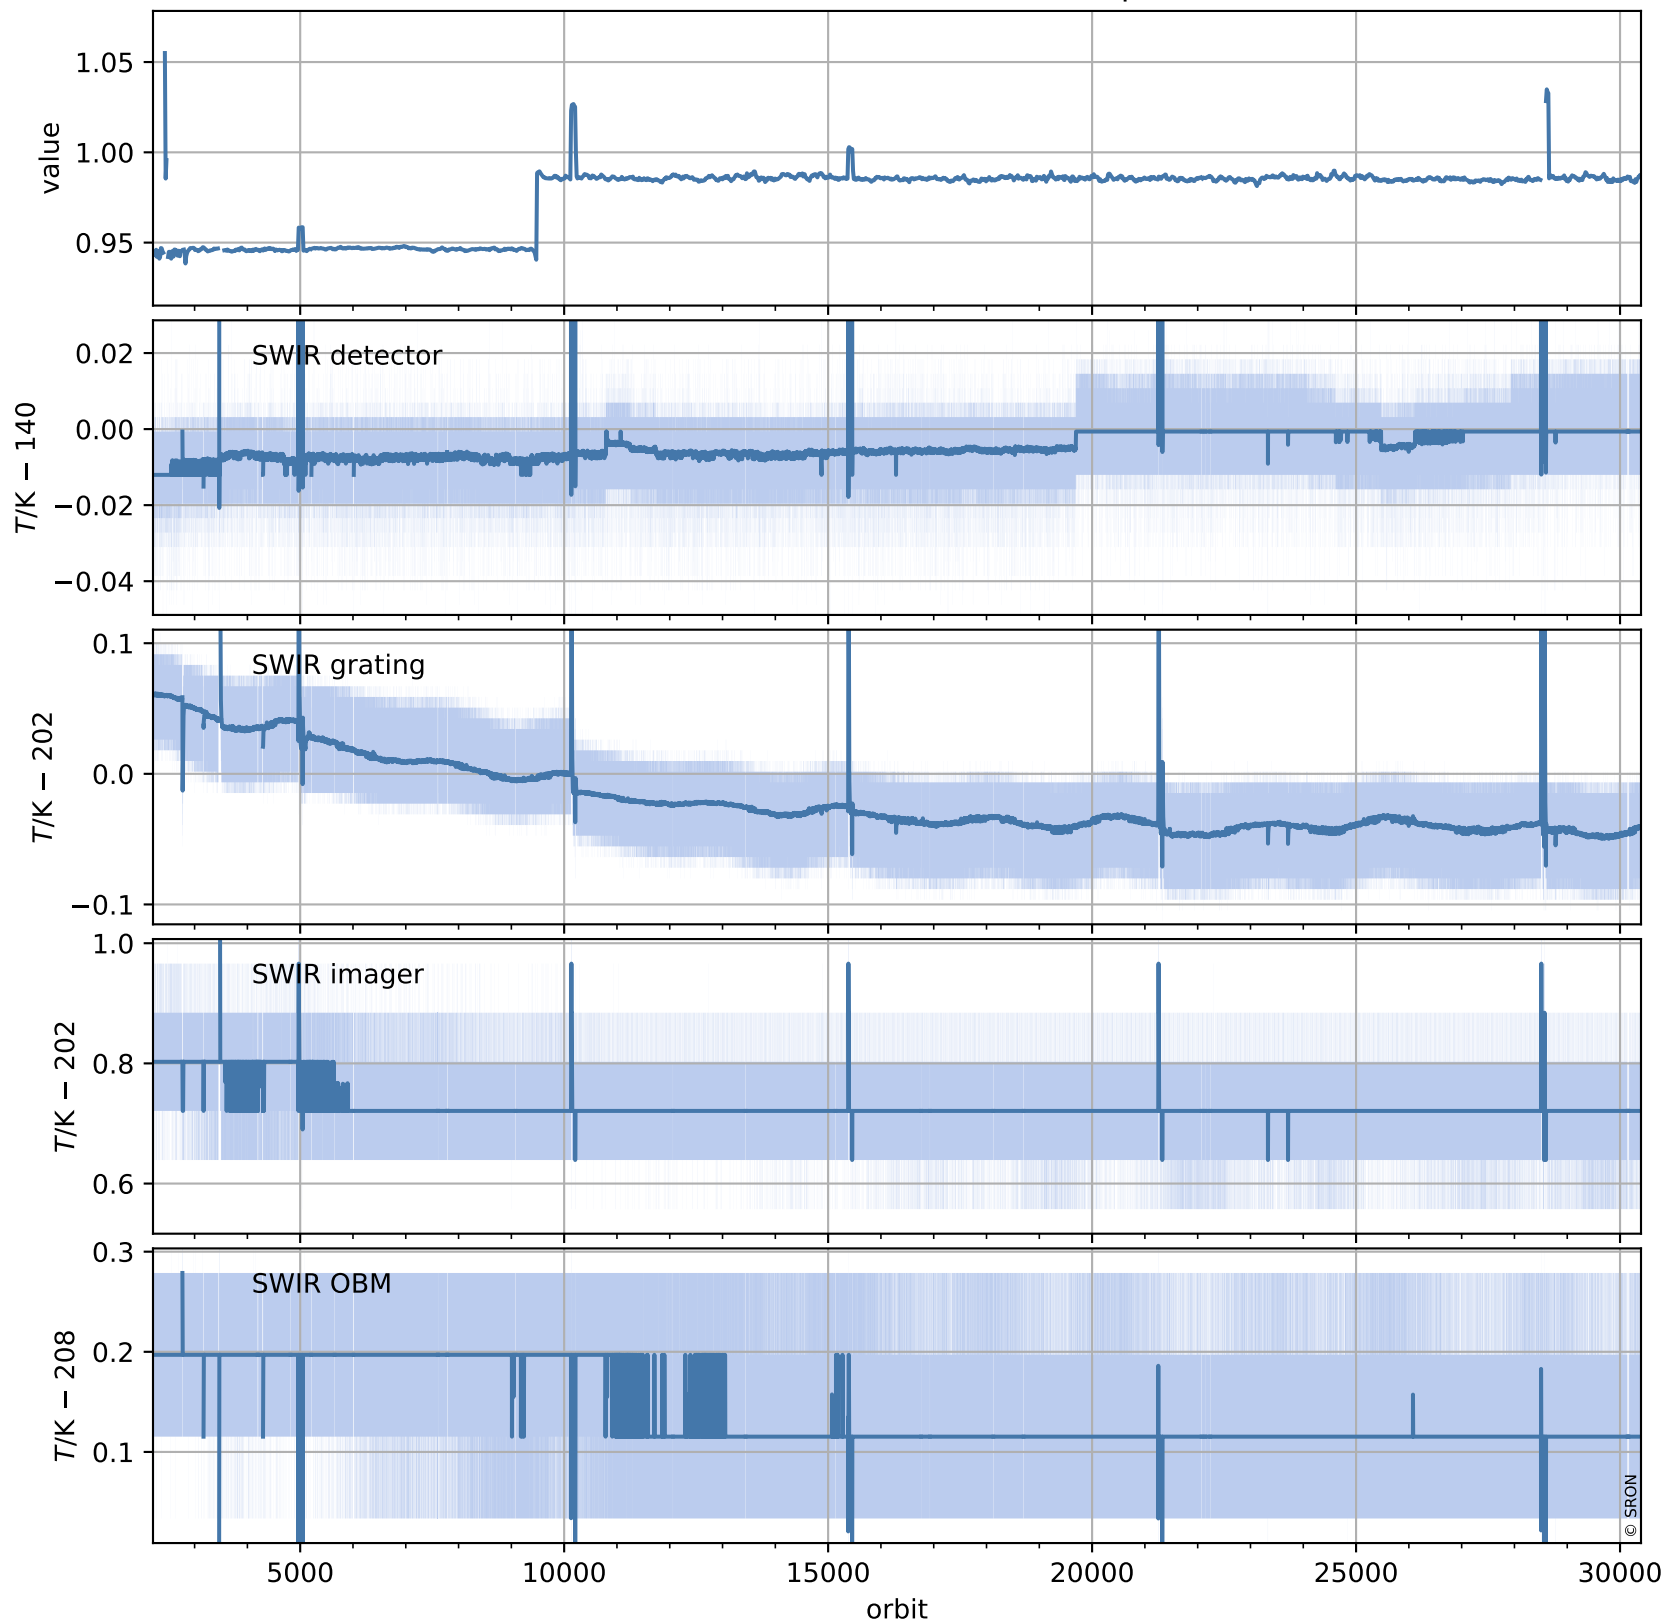 1.05
1.00
0.95
value
SWIR detector
0.02
0.00
−0.02
−0.04
T/K − 140
SWIR grating
0.1
0.0
−0.1
T/K − 202
SWIR imager
1.0
0.8
0.6
T/K − 202
SWIR OBM
0.3
0.2
0.1
T/K − 208
© SRON
5000 10000 15000 20000 25000 30000
orbit